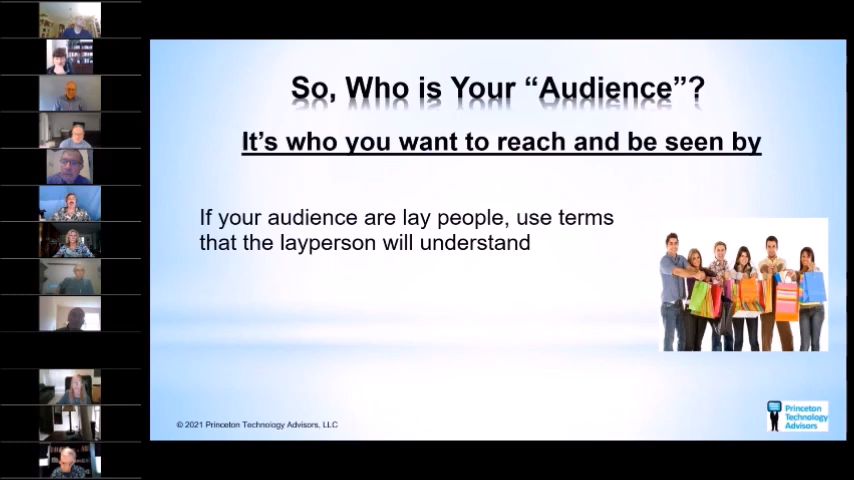 So, Who is Your “Audience”?
It’s who you want to reach and be seen by
If your audience are lay people, use terms
that the layperson will understand
© 2021 Princeton Technology Advisors, LLC
Princeton
Technology
Advisors